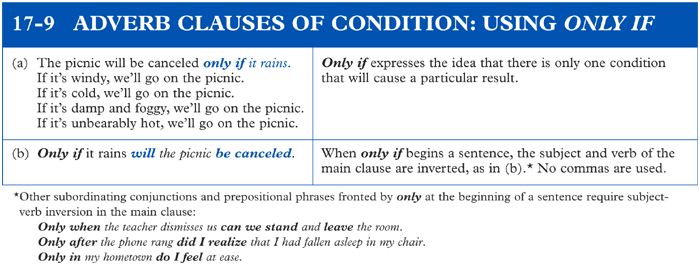 17-9 ADVERB CLAUSES OF CONDITION: USING ONLY IF
(a) The picnic will be canceled only if it rains.
If it's windy, we'll go on the picnic.
If it's cold, we'll go on the picnic.
If it's damp and foggy, we'll go on the picnic.
If it's unbearably hot, we'll go on the picnic.
Only if expresses the idea that there is only one condition
that will cause a particular result.
(b) Only if it rains will the picnic be canceled.
When only if begins a sentence, the subject and verb of the
main clause are inverted, as in (b).* No commas are used.
*Other subordinating conjunctions and prepositional phrases fronted by only at the beginning of a sentence require subject-
verb inversion in the main clause:
Only when the teacher dismisses us can we stand and leave the room.
Only after the phone rang did I realize that I had fallen asleep in my chair.
Only in my hometown do I feel at ease.